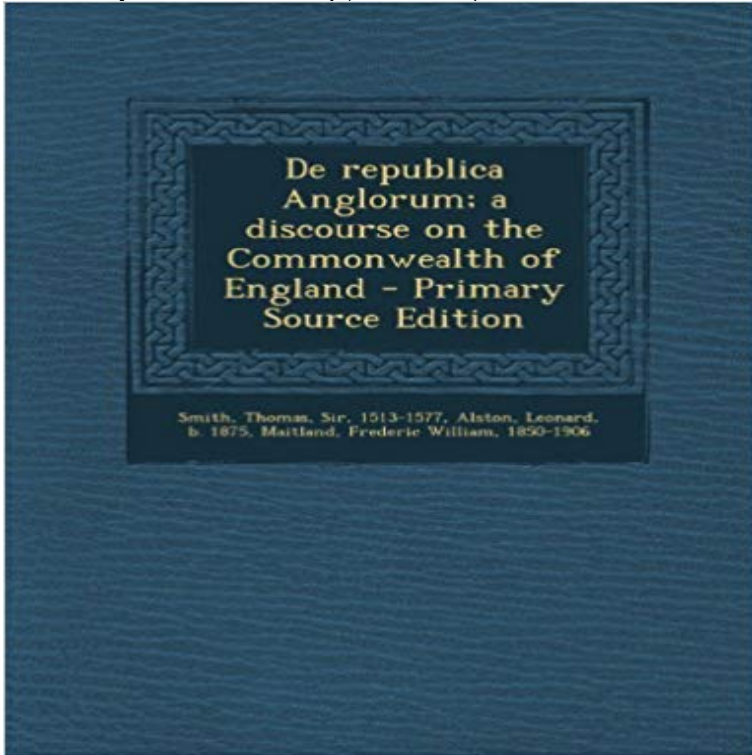 De republica
Anglorum; a
discourse on the
Commonwealth of
England - Primary
Source Edition
Smith, Thomas, Sir, 1513-1577, Alston, Leonard,
b. 1875, Maitland, Frederic William, 1850-1906